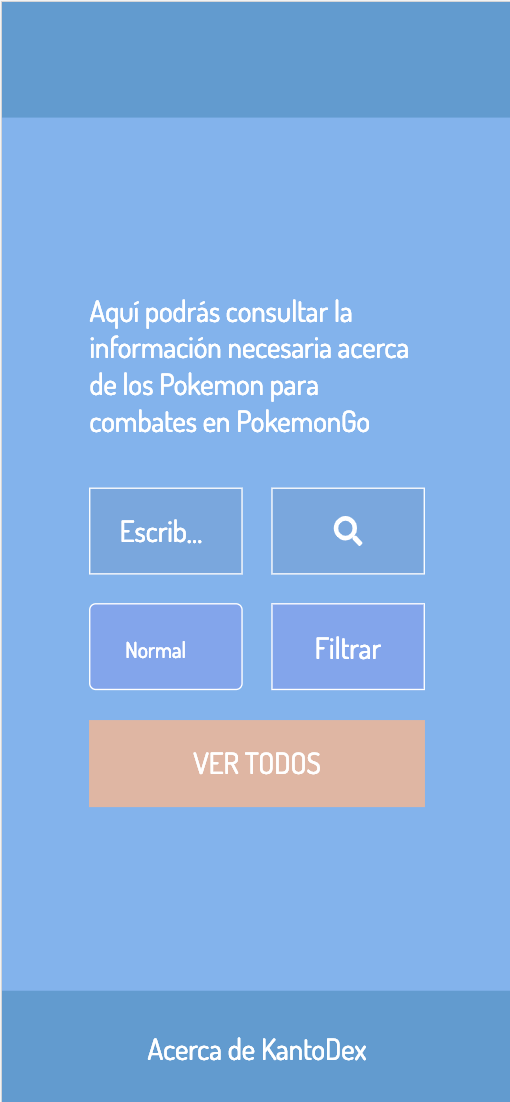 Aquí podrás consultar la
información necesaria acerca
de los Pokemon para
combates en PokemonGo
Escrib...
Normal
Filtrar
VER TODOS
Acerca de KantoDex